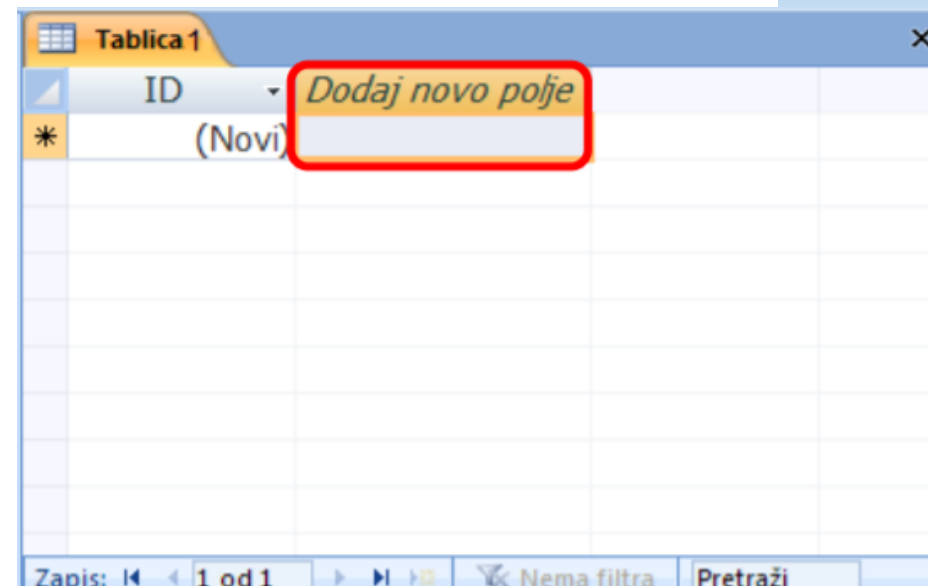 Tablica1
ID Dodaj novo polje
(Novi)
Zapis: 1 od 1 Nema filtra Pretraži